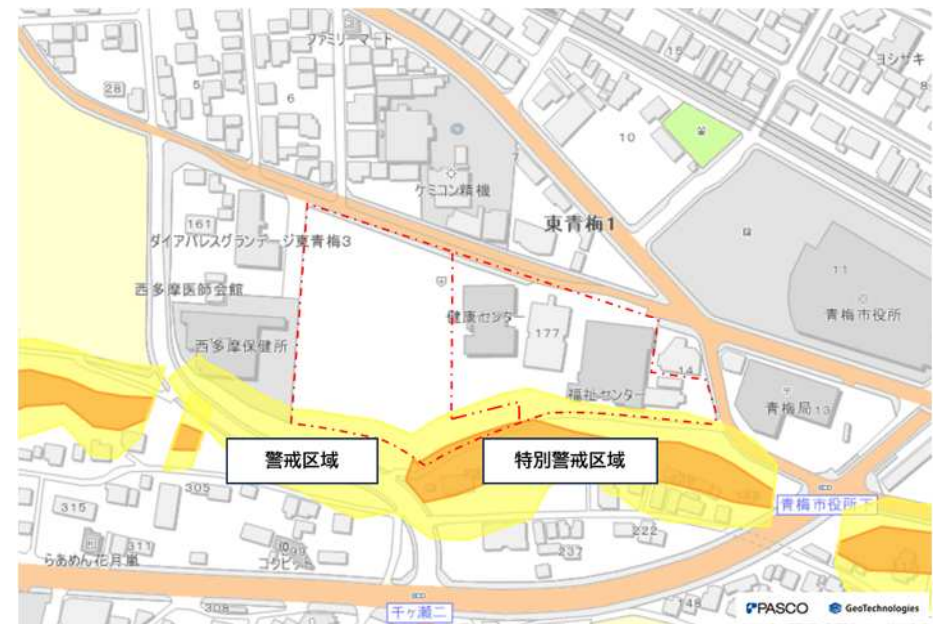 ファミリーマート
15
ヨシザキ
28
5
6
8
10
7
ケミコン精機
東青梅1
161
ダイアパレスグランデージ東青梅3
11
西多摩医師会館
健康センター
青梅市役所
177
西多摩保健所
14
福祉センター
青梅局
13
警戒区域
特別警戒区域
305
315
青梅市役所下
222
311
237
らあめん花月嵐
コクピット
308
千ヶ瀬二
148
PASCO
GeoTechnologies